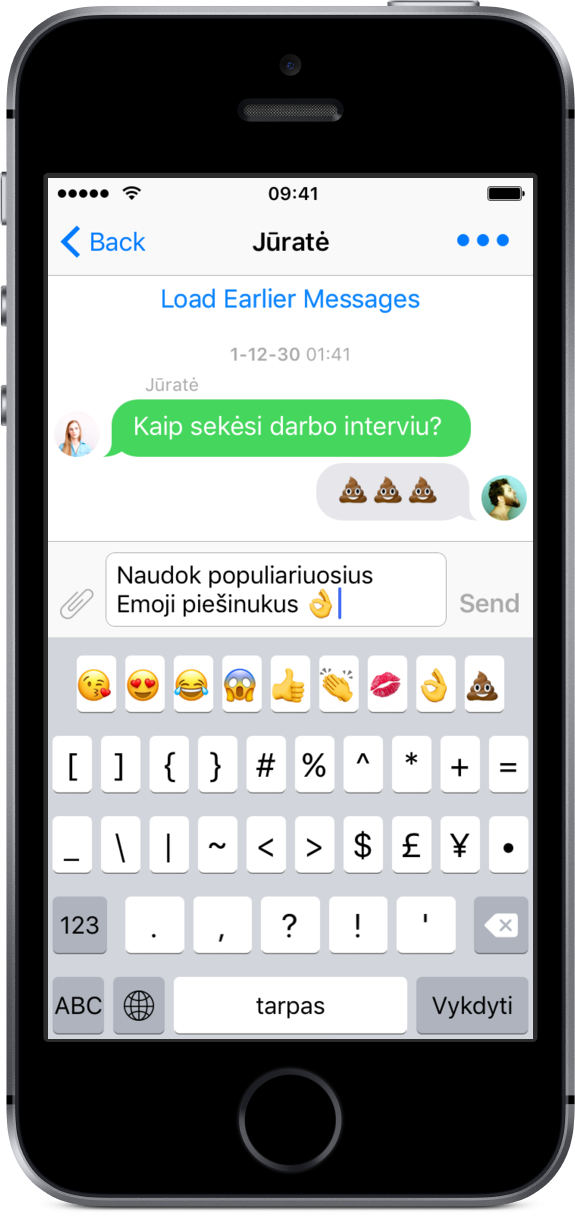 09:41
Back
Jūratė
Load Earlier Messages
1-12-30 01:41
Jūratė
Kaip sekėsi darbo interviu?
💩💩💩
Naudok populiariuosius
Emoji piešinukus 👌
Send
😘 😍 😂 😱 👍 👏 💋 👌 💩
[ ] { } # % ^ * + =
_ \ | ~ < > $ £ ¥ •
123 . , ? ! '
ABC tarpas Vykdyti